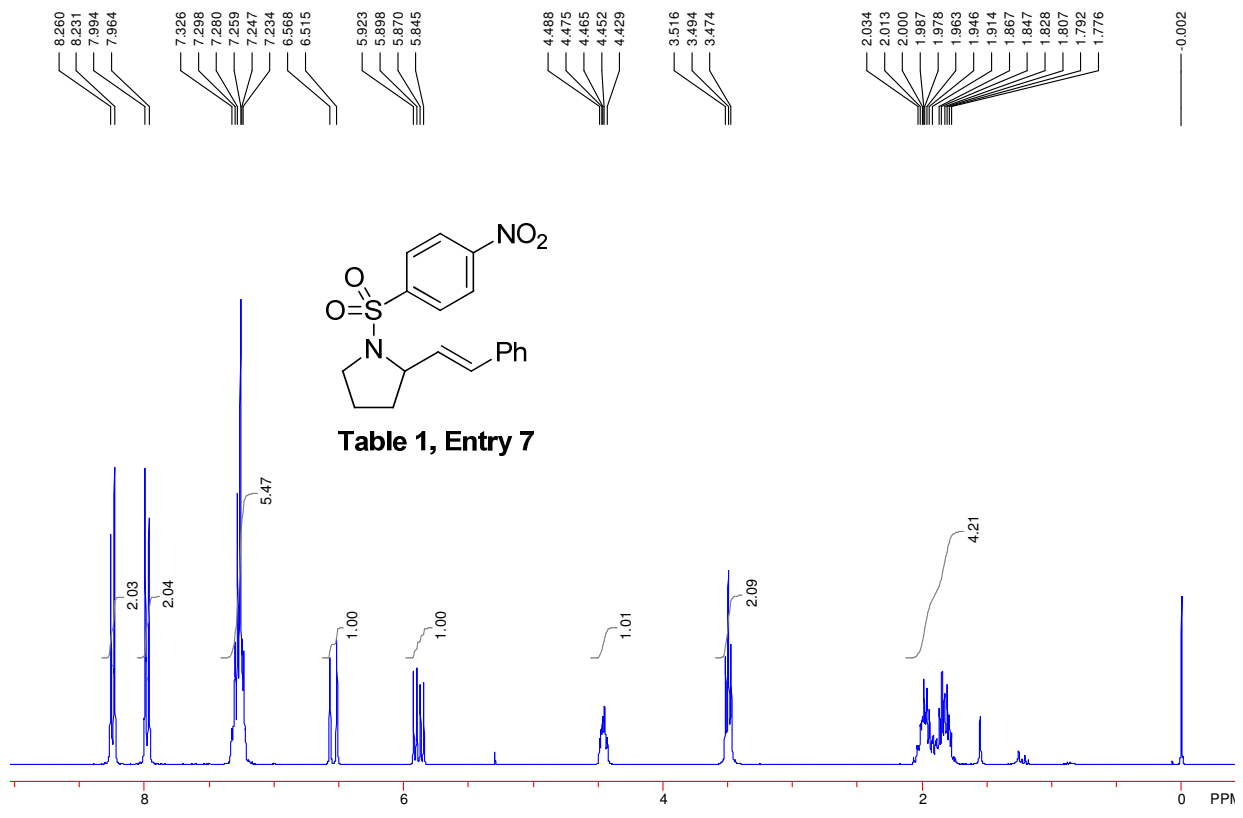 8.260 8.231 7.994 7.964 7.326 7.298 7.280 7.259 7.247 7.234 6.568 6.515 5.923 5.898 5.870 5.845 4.488 4.475 4.465 4.452 4.429 3.516 3.494 3.474 2.034 2.013 2.000 1.987 1.978 1.963 1.946 1.914 1.867 1.847 1.828 1.807 1.792 1.776 -0.002
NO2
O
O=S
N
Ph
Table 1, Entry 7
2.03 2.04 5.47 1.00 1.00 1.01 2.09 4.21
8 6 4 2 0 PPM